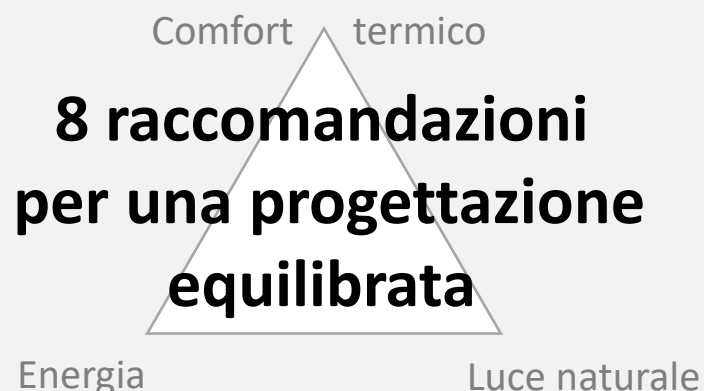 Comfort termico
8 raccomandazioni
per una progettazione
equilibrata
Energia
Luce naturale